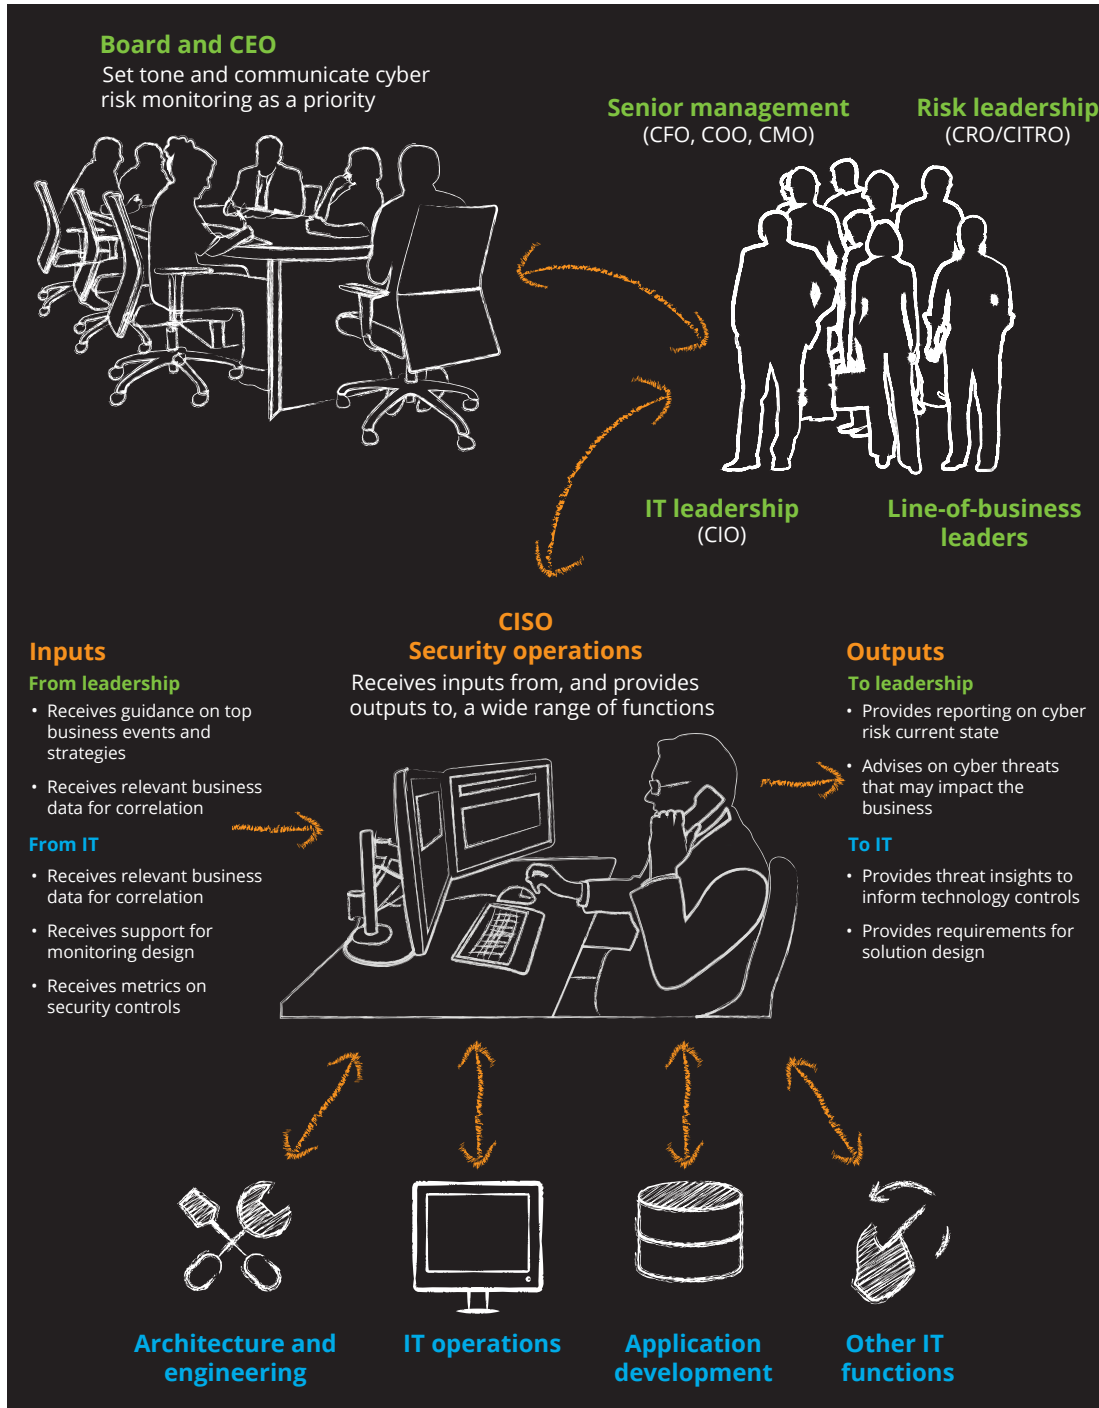 Board and CEO
Set tone and communicate cyber
risk monitoring as a priority
Senior management
(CFO, COO, CMO)
Risk leadership
(CRO/CITRO)
IT leadership
(CIO)
Line-of-business
leaders
CISO
Security operations
Receives inputs from, and provides
outputs to, a wide range of functions
Inputs
From leadership
• Receives guidance on top
business events and
strategies
• Receives relevant business
data for correlation
From IT
• Receives relevant business
data for correlation
• Receives support for
monitoring design
• Receives metrics on
security controls
Outputs
To leadership
• Provides reporting on cyber
risk current state
• Advises on cyber threats
that may impact the
business
To IT
• Provides threat insights to
inform technology controls
• Provides requirements for
solution design
Architecture and
engineering
IT operations
Application
development
Other IT
functions